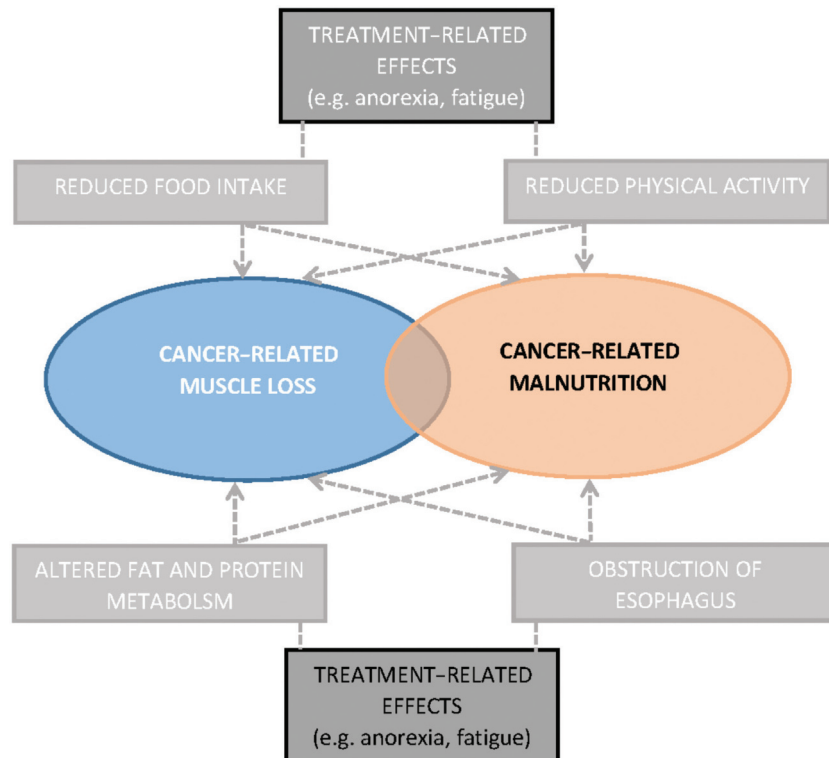 TREATMENT–RELATED
EFFECTS
(e.g. anorexia, fatigue)
REDUCED FOOD INTAKE
REDUCED PHYSICAL ACTIVITY
CANCER–RELATED
MUSCLE LOSS
CANCER–RELATED
MALNUTRITION
ALTERED FAT AND PROTEIN
METABOLSM
OBSTRUCTION OF
ESOPHAGUS
TREATMENT–RELATED
EFFECTS
(e.g. anorexia, fatigue)